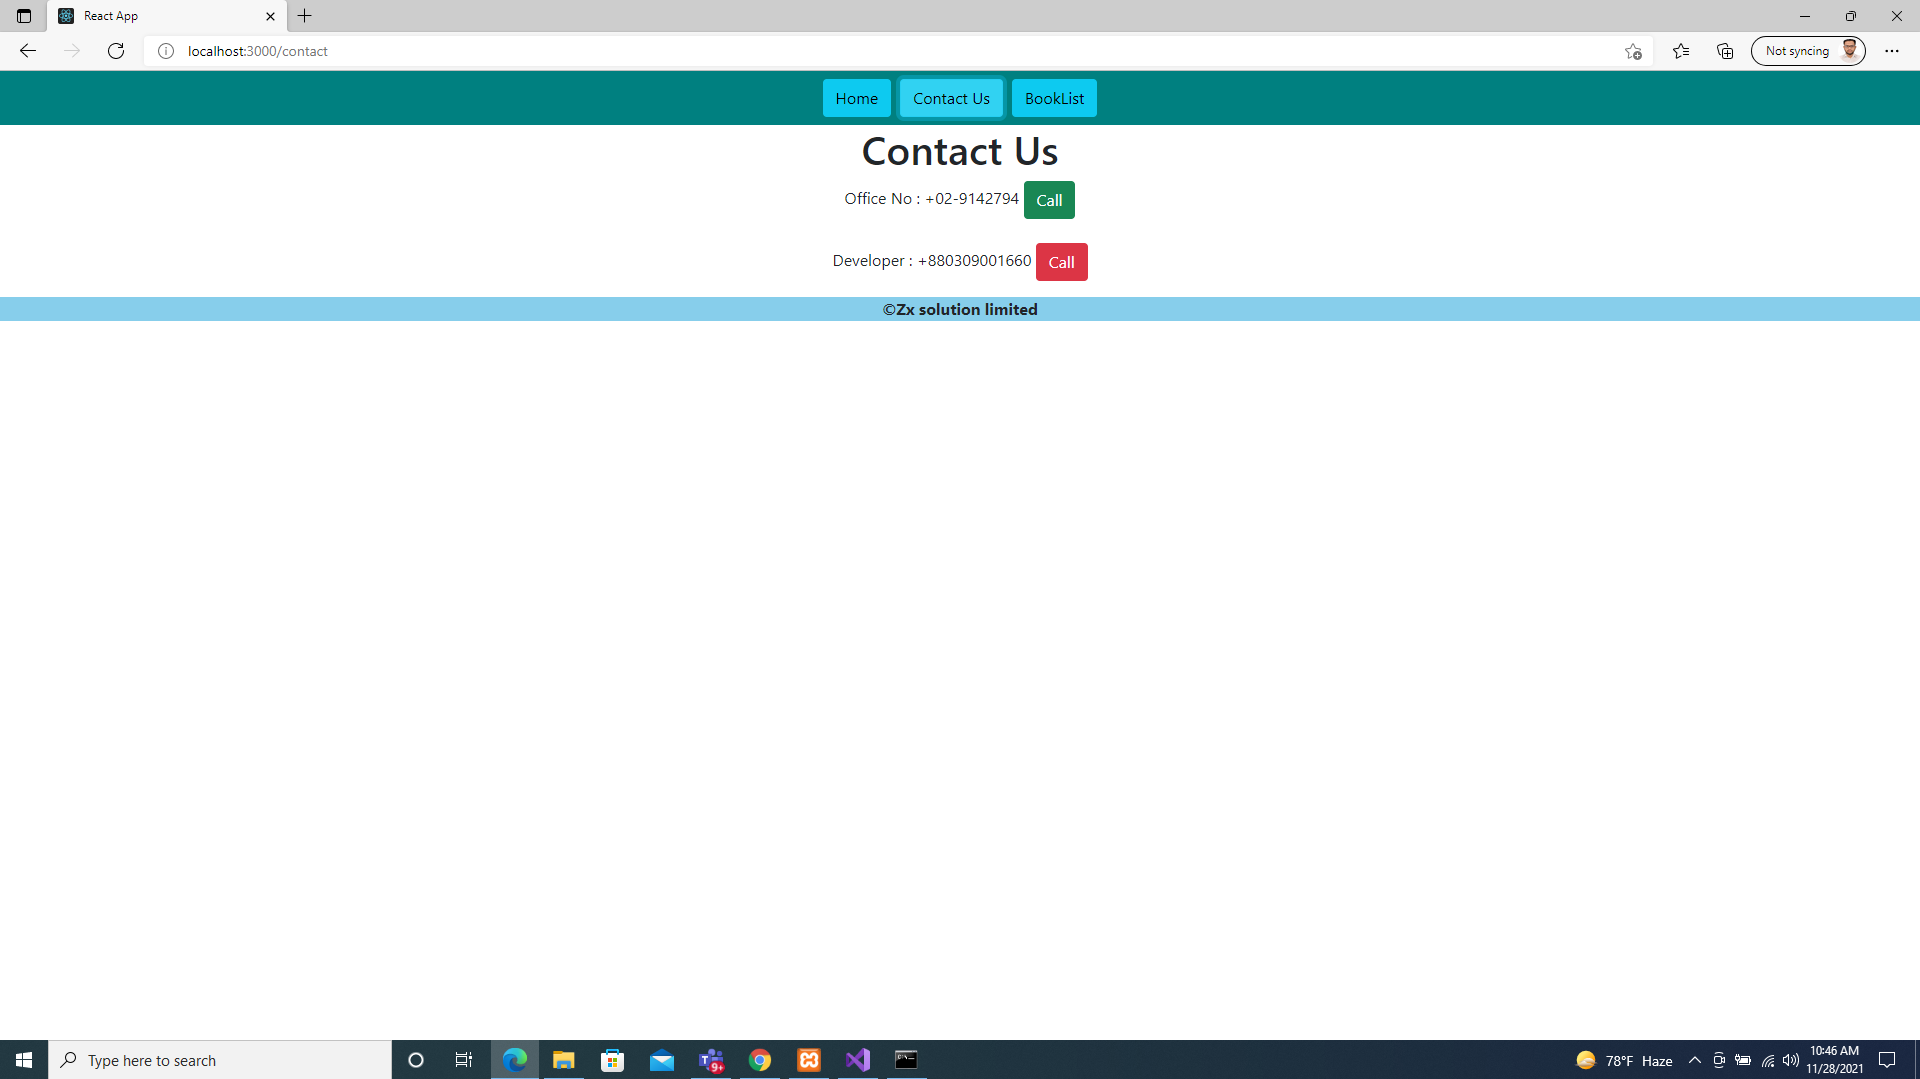 React App
localhost:3000/contact
Not syncing
Home Contact Us BookList
Contact Us
Office No : +02-9142794 Call
Developer : +880309001660 Call
©Zx solution limited
Type here to search
T 9+
C:\_
78°F Haze
10:46 AM
11/28/2021